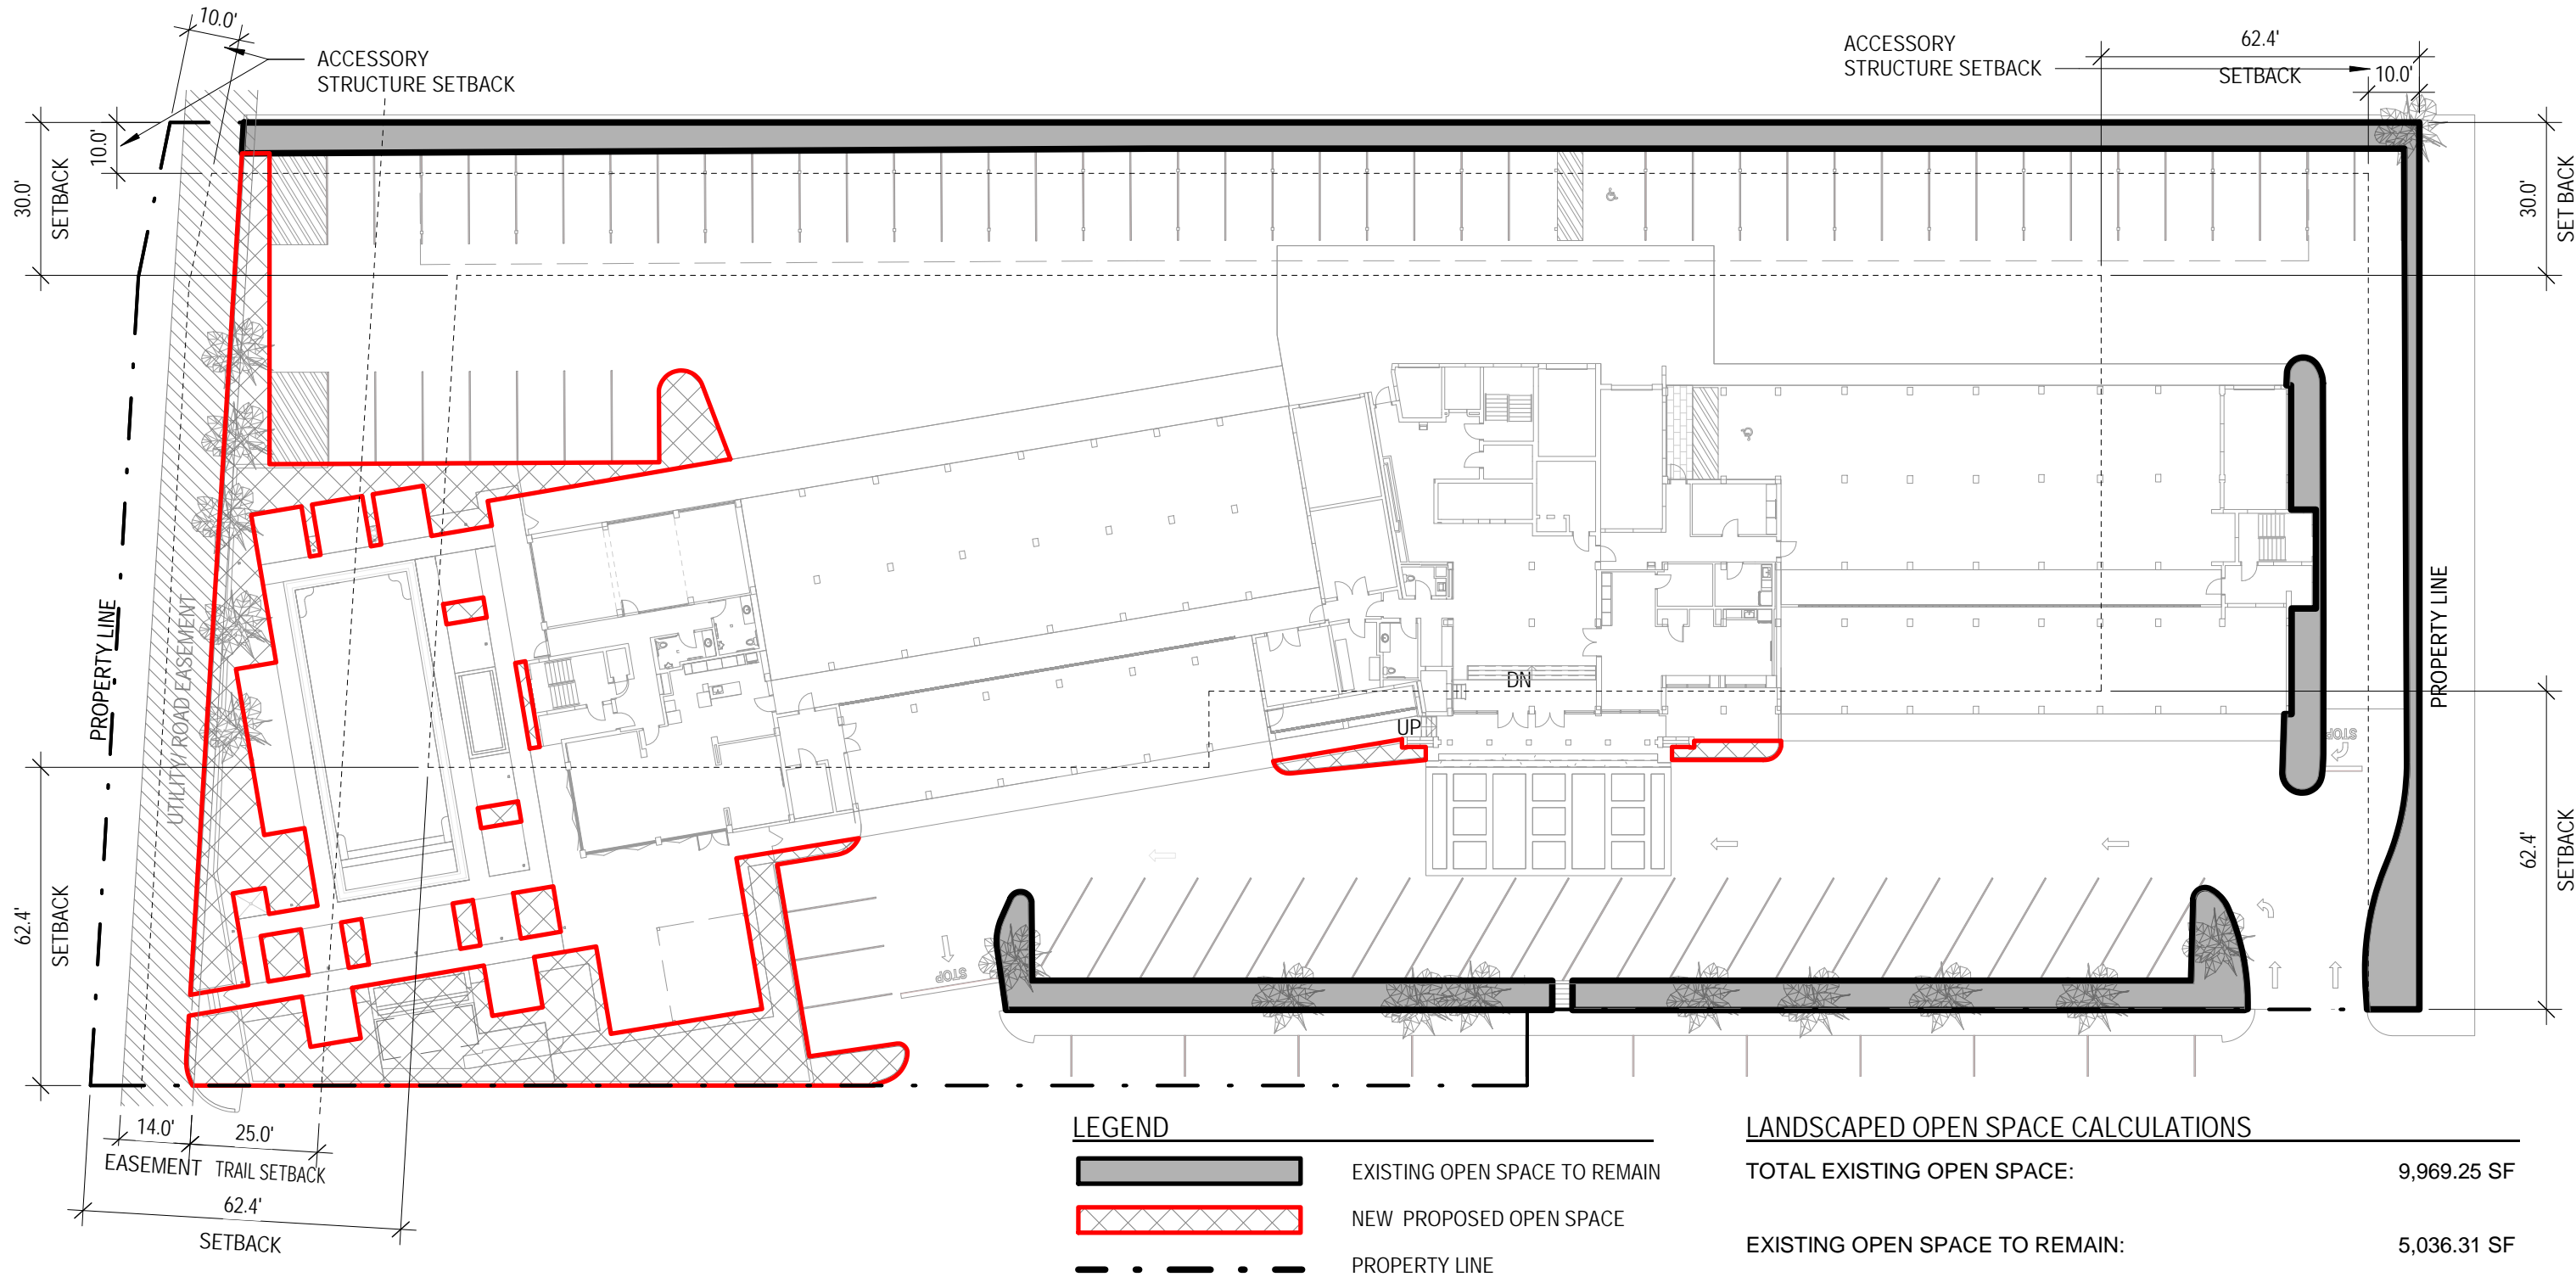 10.0'
ACCESSORY
STRUCTURE SETBACK
ACCESSORY
STRUCTURE SETBACK
62.4'
SETBACK
10.0'
10.0'
30.0'
SETBACK
30.0'
SET BACK
PROPERTY LINE
UTILITY/ ROAD EASEMENT
PROPERTY LINE
DN
UP
STOP
STOP
62.4'
SETBACK
62.4'
SETBACK
14.0'
25.0'
EASEMENT
TRAIL SETBACK
62.4'
SETBACK
LEGEND
EXISTING OPEN SPACE TO REMAIN
NEW PROPOSED OPEN SPACE
PROPERTY LINE
LANDSCAPED OPEN SPACE CALCULATIONS
TOTAL EXISTING OPEN SPACE: 9,969.25 SF
EXISTING OPEN SPACE TO REMAIN: 5,036.31 SF